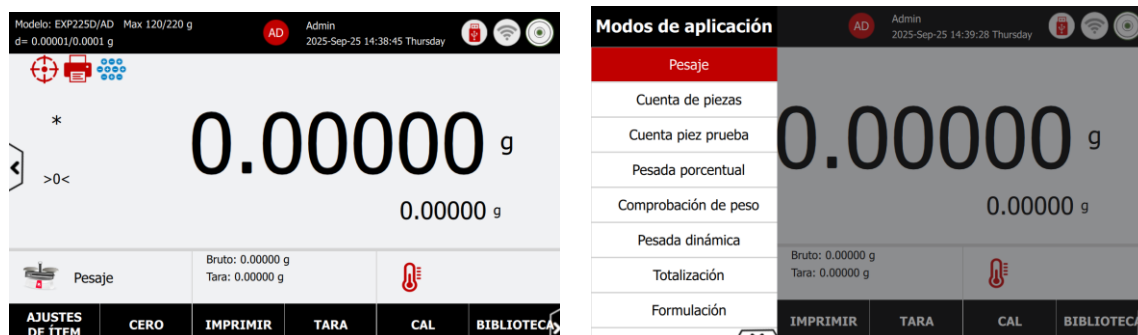 Modelo: EXP225D/AD Max 120/220 g
d= 0.00001/0.0001 g
AD
Admin
2025-Sep-25 14:38:45 Thursday
*
>0<
0.00000 g
0.00000 g
Pesaje
Bruto: 0.00000 g
Tara: 0.00000 g
AJUSTES
DE ÍTEM
CERO
IMPRIMIR
TARA
CAL
BIBLIOTECA
Modos de aplicación
Pesaje
Cuenta de piezas
Cuenta piez prueba
Pesada porcentual
Comprobación de peso
Pesada dinámica
Totalización
Formulación
AD
Admin
2025-Sep-25 14:39:28 Thursday
0.00000 g
0.00000 g
Bruto: 0.00000 g
Tara: 0.00000 g
IMPRIMIR
TARA
CAL
BIBLIOTECA